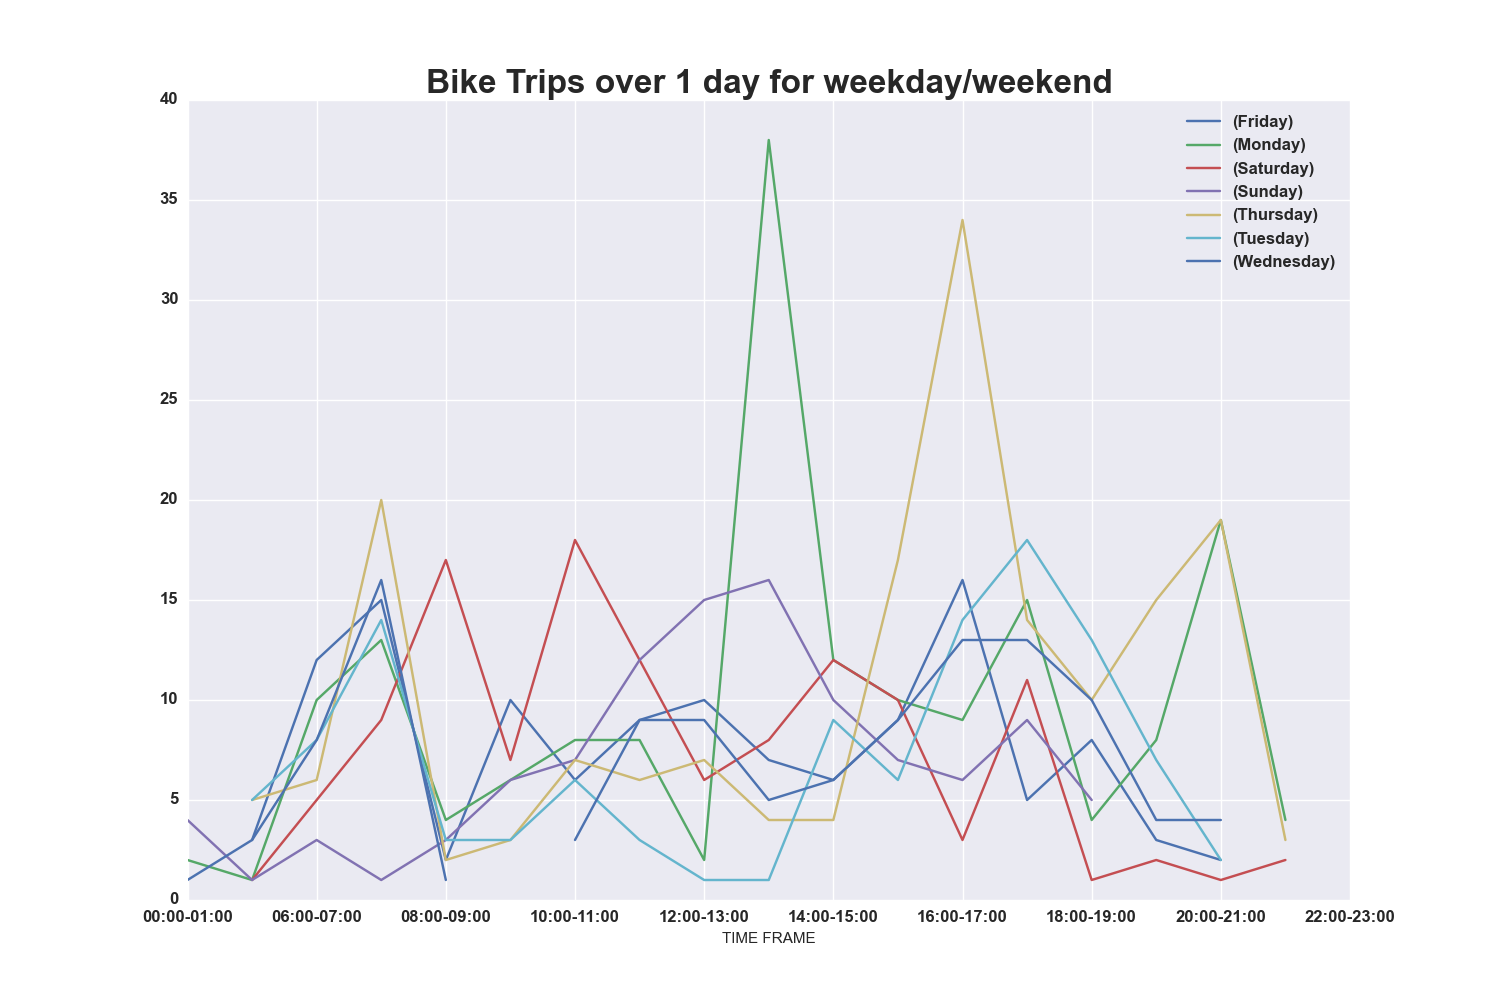 Bike Trips over 1 day for weekday/weekend
40
35
30
25
20
15
10
5
0
(Friday)
(Monday)
(Saturday)
(Sunday)
(Thursday)
(Tuesday)
(Wednesday)
00:00-01:00 06:00-07:00 08:00-09:00 10:00-11:00 12:00-13:00 14:00-15:00 16:00-17:00 18:00-19:00 20:00-21:00 22:00-23:00
TIME FRAME